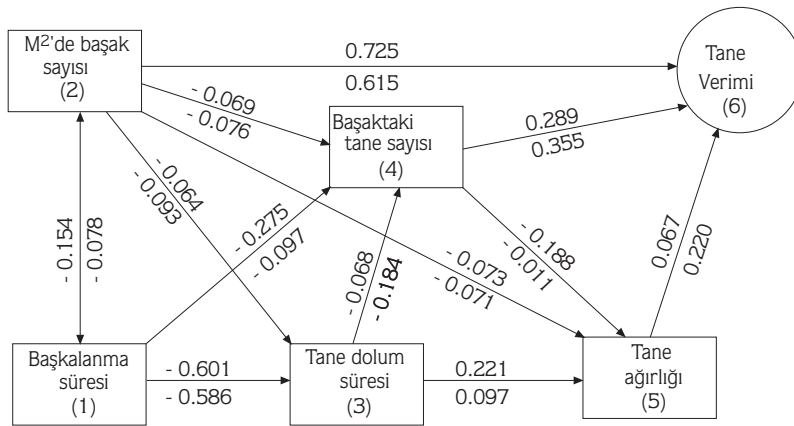 M²'de başak
sayısı
(2)
0.725
0.615
Tane
Verimi
(6)
- 0.069
- 0.076
Başaktaki
tane sayısı
(4)
0.289
0.355
- 0.064
- 0.093
- 0.154
- 0.078
- 0.275
- 0.097
- 0.068
- 0.184
- 0.073
- 0.071
- 0.188
- 0.011
0.067
0.220
Başkalanma
süresi
(1)
- 0.601
- 0.586
Tane dolum
süresi
(3)
0.221
0.097
Tane
ağırlığı
(5)